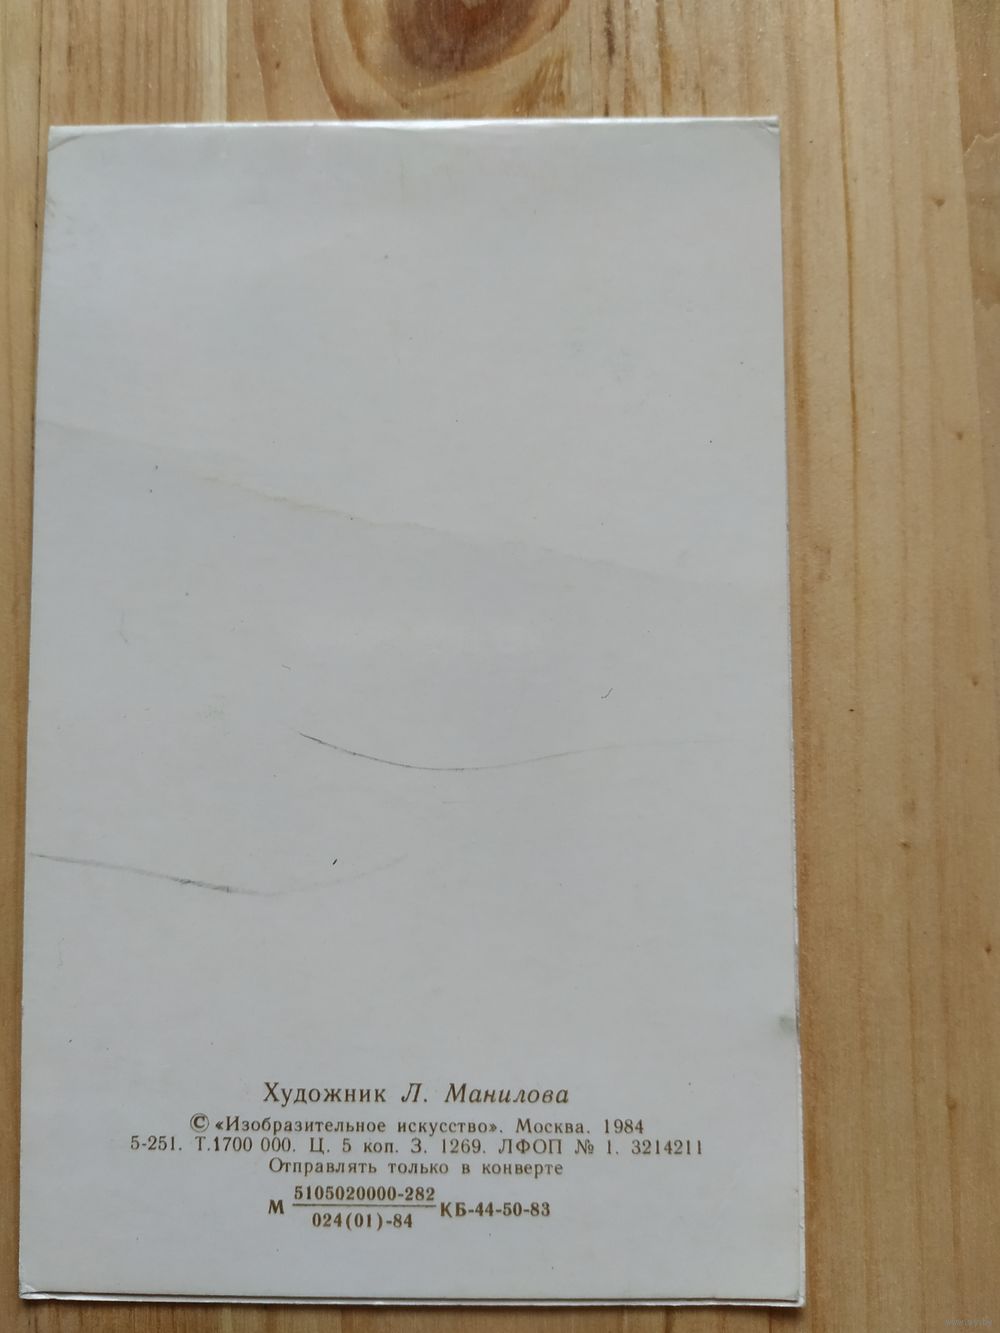 Художник Л. Манилова
© «Изобразительное искусство». Москва. 1984
5-251. Т.1700 000. Ц. 5 коп. З. 1269. ЛФОП № 1. 3214211
Отправлять только в конверте
М 5105020000-282 КБ-44-50-83
024(01)-84